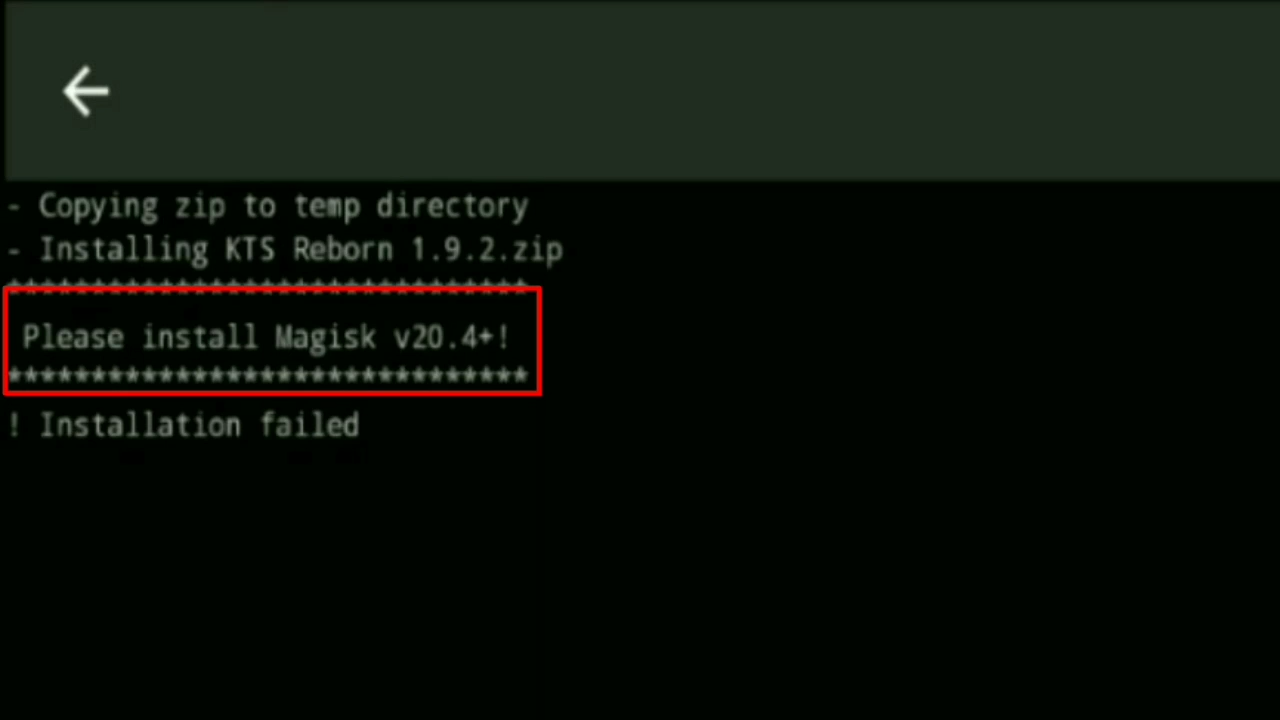 - Copying zip to temp directory
- Installing KTS Reborn 1.9.2.zip
*******************************
Please install Magisk v20.4+!
*******************************
! Installation failed